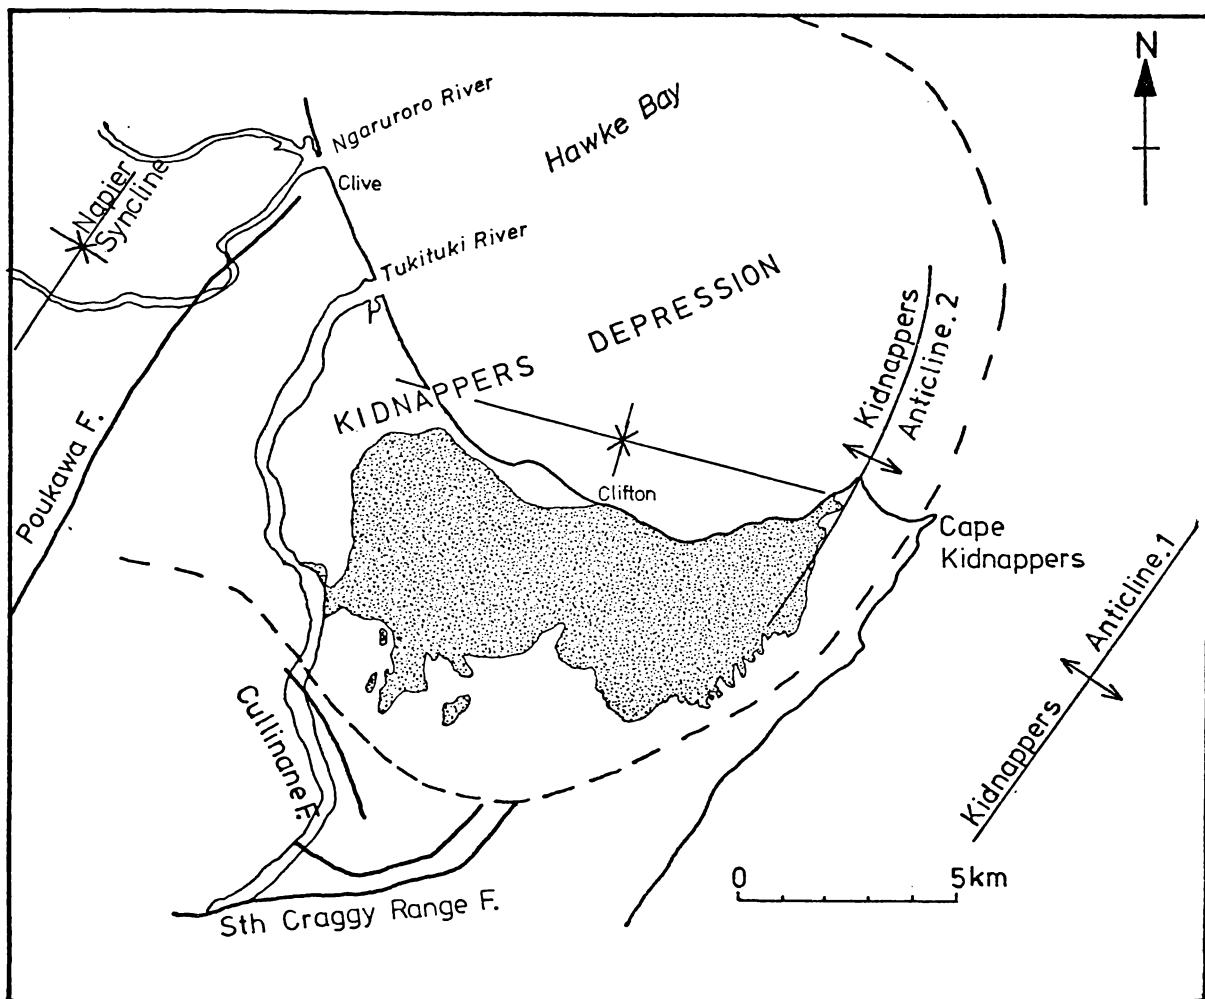 N
Ngaruroro River
Hawke Bay
Clive
Napier
Syncline
Tukituki River
KIDNAPPERS DEPRESSION
Kidnappers
Anticline.2
Poukawa F.
Clifton
Cape
Kidnappers
Kidnappers Anticline.1
Cullinane F.
0 5km
Sth Craggy Range F.